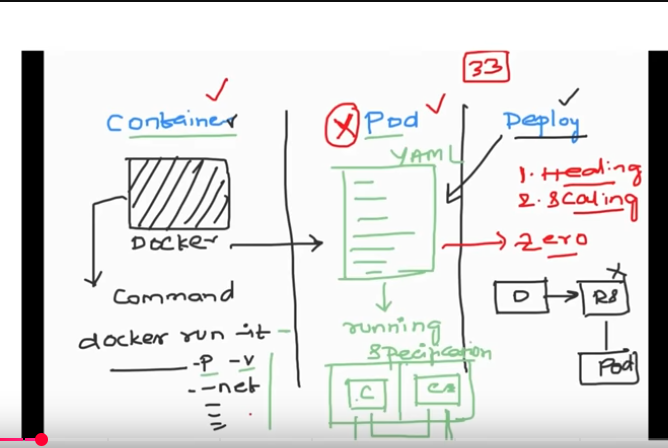 33
Container
X Pod
Deploy
YAML
1. Healing
2. Scaling
Docker
Zero
D
RS
x
Command
running
Specification
docker run -it -
-P -v
--net
Pod
C